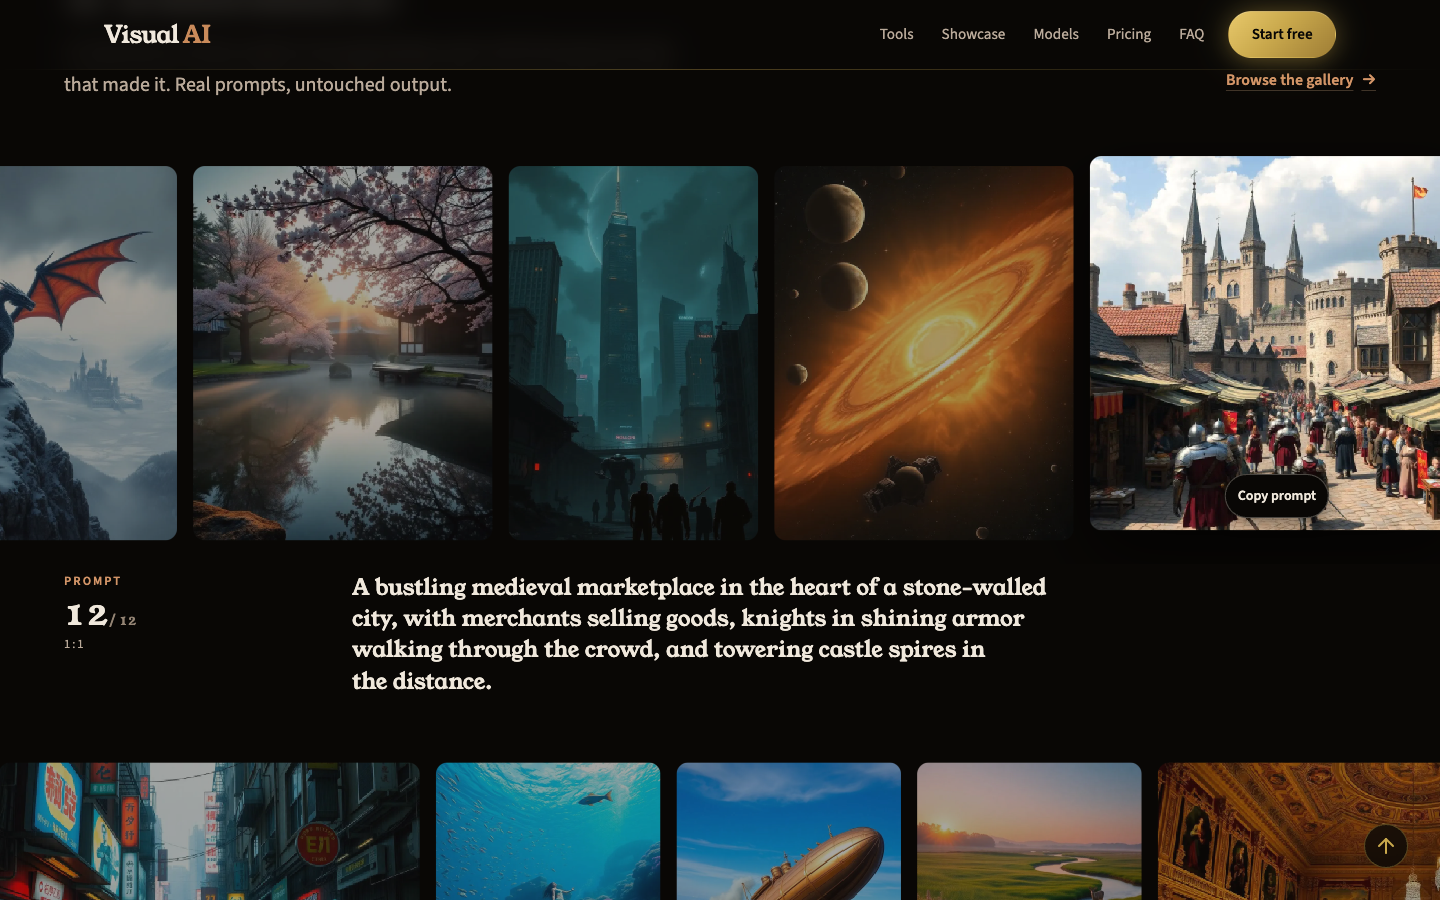 Visual AI
Tools
Showcase
Models
Pricing
FAQ
Start free
that made it. Real prompts, untouched output.
Browse the gallery →
Copy prompt
PROMPT
12 / 12
1:1
A bustling medieval marketplace in the heart of a stone-walled
city, with merchants selling goods, knights in shining armor
walking through the crowd, and towering castle spires in
the distance.